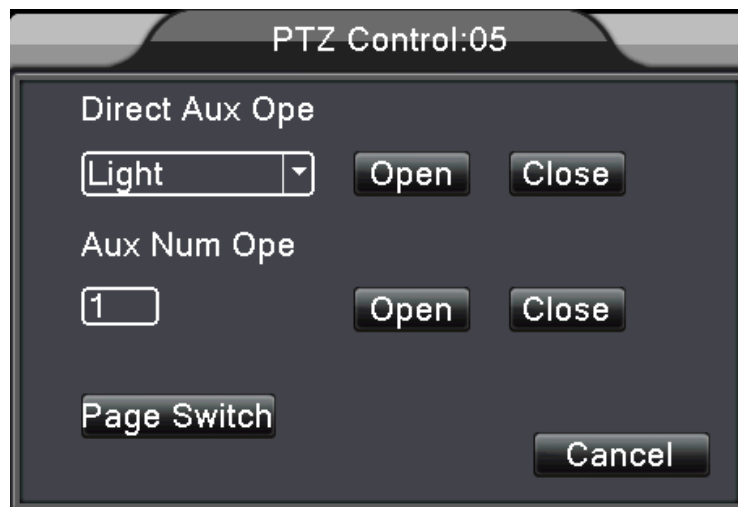 PTZ Control:05
Direct Aux Ope
Light Open Close
Aux Num Ope
1 Open Close
Page Switch
Cancel